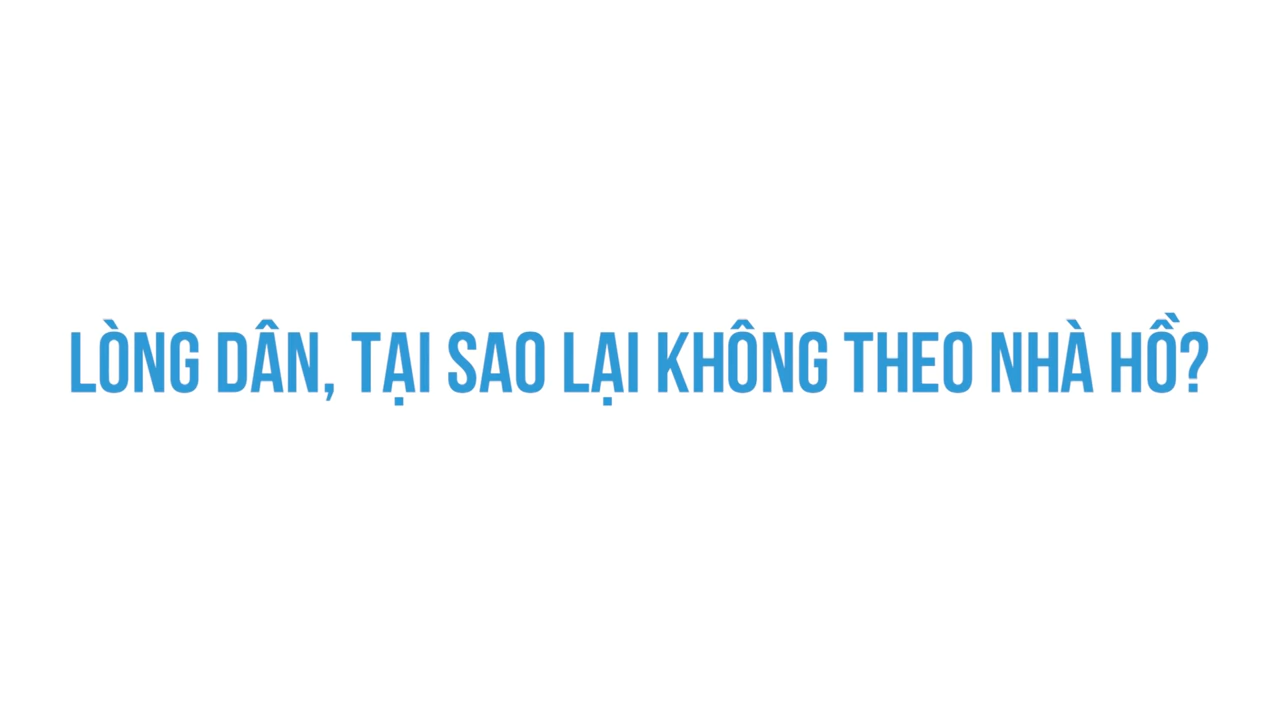 LÒNG DÂN, TẠI SAO LẠI KHÔNG THEO NHÀ HỒ?